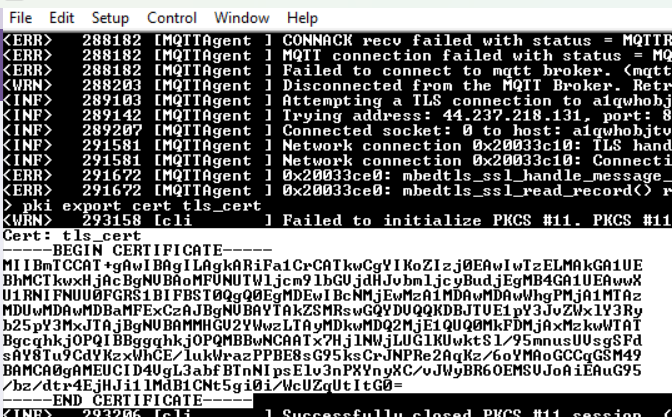 File Edit Setup Control Window Help
<ERR> 288182 [MQTTAgent ] CONNACK recv failed with status = MQTTR
<ERR> 288182 [MQTTAgent ] MQTT connection failed with status = MQ
<ERR> 288182 [MQTTAgent ] Failed to connect to mqtt broker. (mqtt
<WRN> 288203 [MQTTAgent ] Disconnected from the MQTT Broker. Retr
<INF> 289103 [MQTTAgent ] Attempting a TLS connection to a1qwhobj
<INF> 289142 [MQTTAgent ] Trying address: 44.237.218.131, port: 8
<INF> 289207 [MQTTAgent ] Connected socket: 0 to host: a1qwhobjto
<INF> 291581 [MQTTAgent ] Network connection 0x20033c10: TLS hand
<INF> 291581 [MQTTAgent ] Network connection 0x20033c10: Connecti
<ERR> 291672 [MQTTAgent ] 0x20033ce0: mbedtls_ssl_handle_message_
<ERR> 291672 [MQTTAgent ] 0x20033ce0: mbedtls_ssl_read_record() r
> pki export cert tls_cert
<WRN> 293158 [cli ] Failed to initialize PKCS #11. PKCS #11
Cert: tls_cert
-----BEGIN CERTIFICATE-----
MIIBmTCCAT+gAwIBAgILAgkARiFa1CrCATkwCgYIKoZIzj0EAwIwTzELMAkGA1UE
BhMCTkwxHjAcBgNVBAoMFUNUTWljcm9lbGVjdHJvbmljcyBudjEgMB4GA1UEAwwX
U1RNIFNUU0FGRS1BIFBST0QgQ0EgMDEwIBcNMjEwMzA1MDAwMDAwWhgPMjA1MTAz
MDUwMDAwMDBaMFExCzAJBgNVBAYTAkZSMRswGQYDVQQKDBJTVE1pY3JvZWxlY3Ry
b25pY3MxJTAjBgNVBAMMHGV2YWwzLTAyMDkwMDQ2MjE1QUQ0MkFDMjAxMzkwWTAT
BgcqhkjOPQIBBggqhkjOPQMBBwNCAATx7HjlNWjLUGlKUwktSl/95mnusUVsgSFd
sAY8Tu9CdYKzxWhCE/lukWrazPPBE8sG95ksCrJNPRe2AqKz/6oYMAoGCCqGSM49
BAMCA0gAMEUCID4VgL3abfBTnNIpsElv3nPXYnyXC/vJWyBR6OEMSVJoAiEAuG95
/bz/dtr4EjHJi1lMdB1CNt5gi0i/WcUZqUtItG0=
-----END CERTIFICATE-----
<INF> 293206 [cli ] Successfully closed PKCS #11 session.